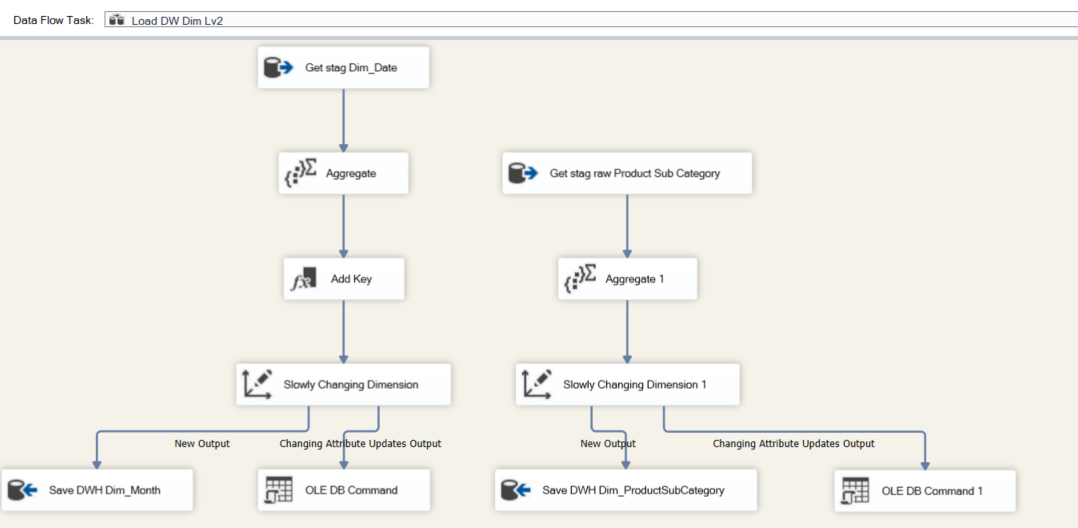 Data Flow Task: Load DW Dim Lv2
Get stag Dim_Date
Aggregate
Get stag raw Product Sub Category
Add Key
Aggregate 1
Slowly Changing Dimension
Slowly Changing Dimension 1
New Output
Changing Attribute Updates Output
New Output
Changing Attribute Updates Output
Save DWH Dim_Month
OLE DB Command
Save DWH Dim_ProductSubCategory
OLE DB Command 1